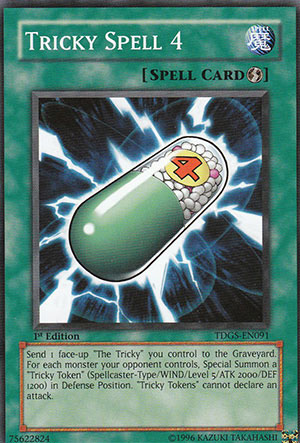 TRICKY SPELL 4
魔
[SPELL CARD]
4
1st Edition
TDGS-EN091
Send 1 face-up "The Tricky" you control to the Graveyard.
For each monster your opponent controls, Special Summon a
"Tricky Token" (Spellcaster-Type/WIND/Level 5/ATK 2000/DEF
1200) in Defense Position. "Tricky Tokens" cannot declare an
attack.
75622824
©1996 KAZUKI TAKAHASHI